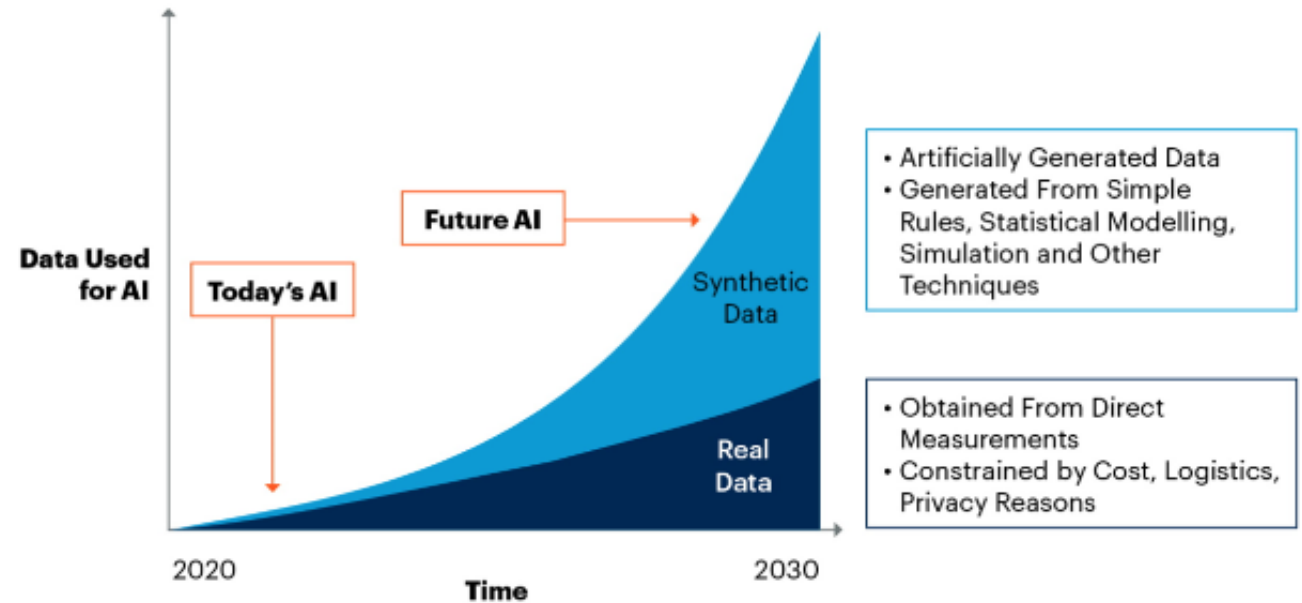 Data Used
for AI
Today's AI
Future AI
Synthetic
Data
Real
Data
2020
2030
Time
• Artificially Generated Data
• Generated From Simple
Rules, Statistical Modelling,
Simulation and Other
Techniques
• Obtained From Direct
Measurements
• Constrained by Cost, Logistics,
Privacy Reasons